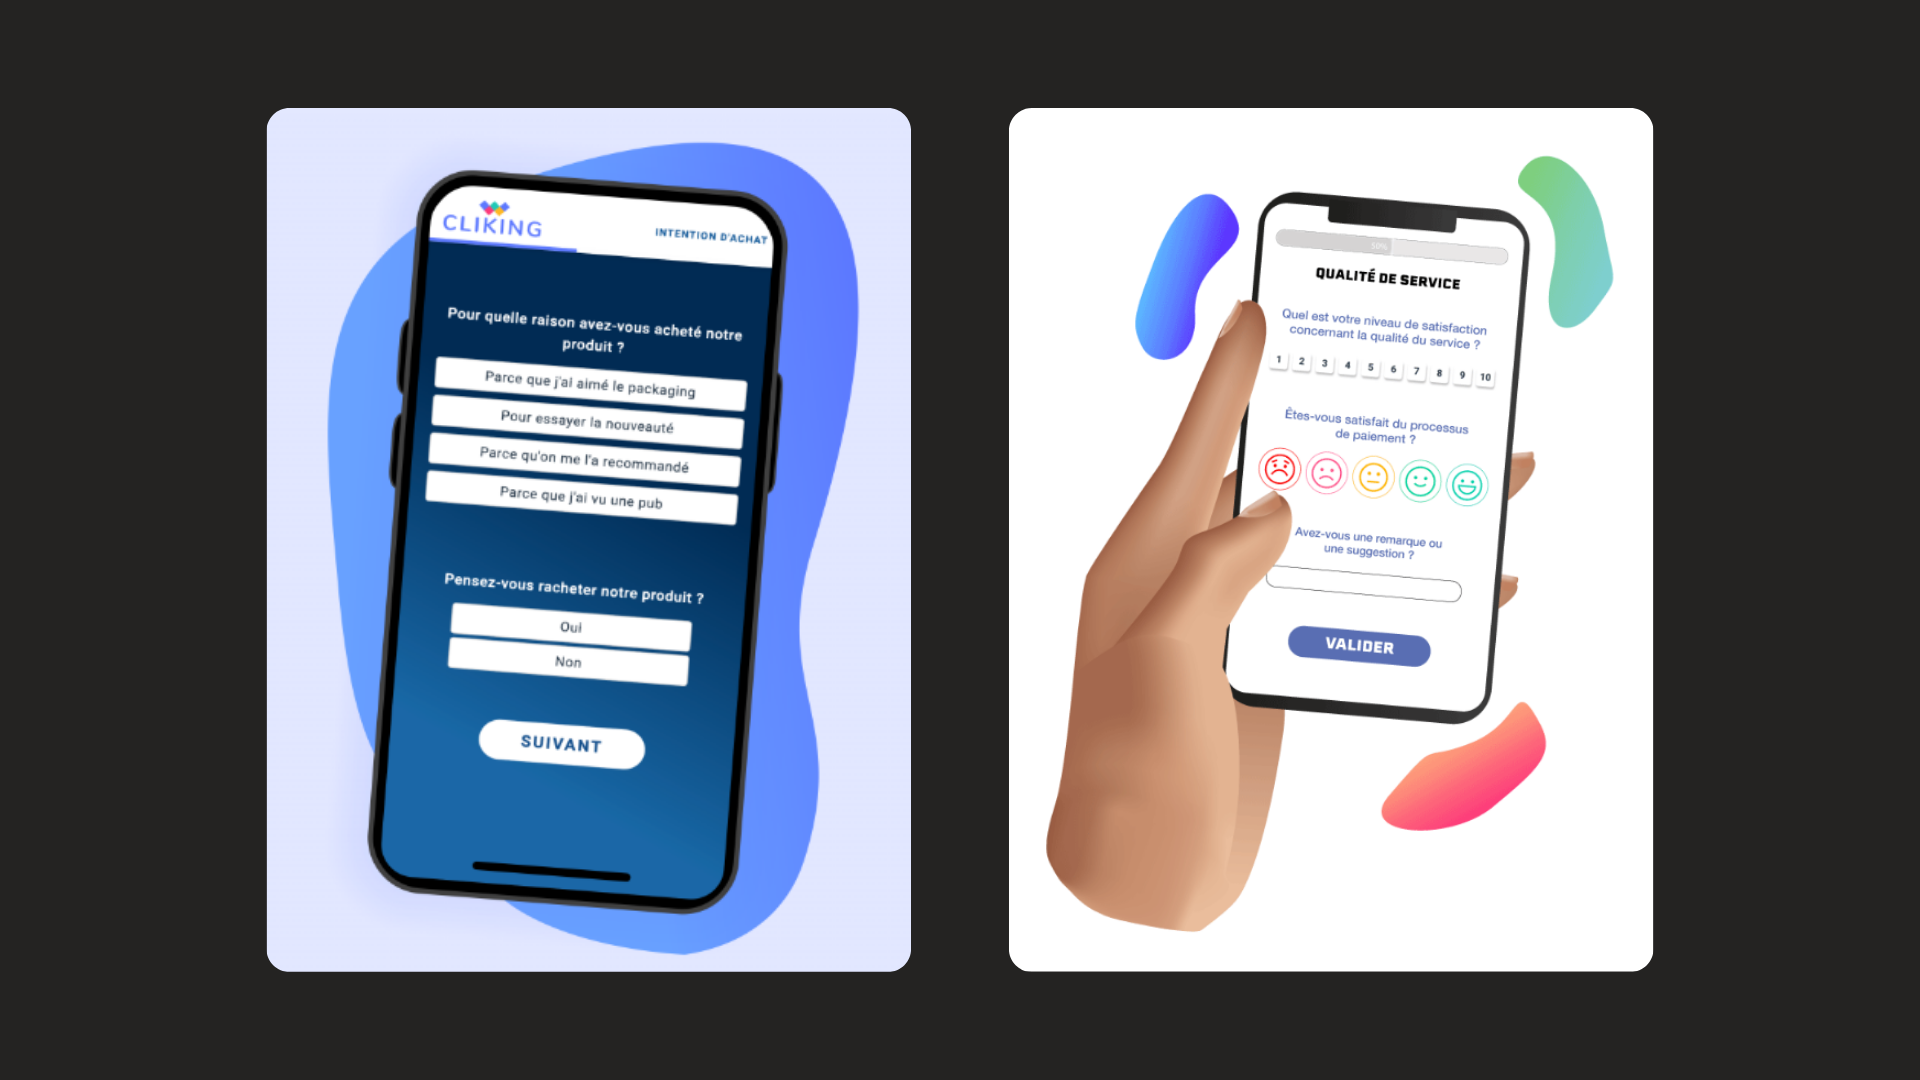 CLIKING
INTENTION D'ACHAT
Pour quelle raison avez-vous acheté notre
produit ?
Parce que j'ai aimé le packaging
Pour essayer la nouveauté
Parce qu'on me l'a recommandé
Parce que j'ai vu une pub
Pensez-vous racheter notre produit ?
Oui
Non
SUIVANT
50%
QUALITÉ DE SERVICE
Quel est votre niveau de satisfaction
concernant la qualité du service ?
1 2 3 4 5 6 7 8 9 10
Êtes-vous satisfait du processus
de paiement ?
Avez-vous une remarque ou
une suggestion ?
VALIDER